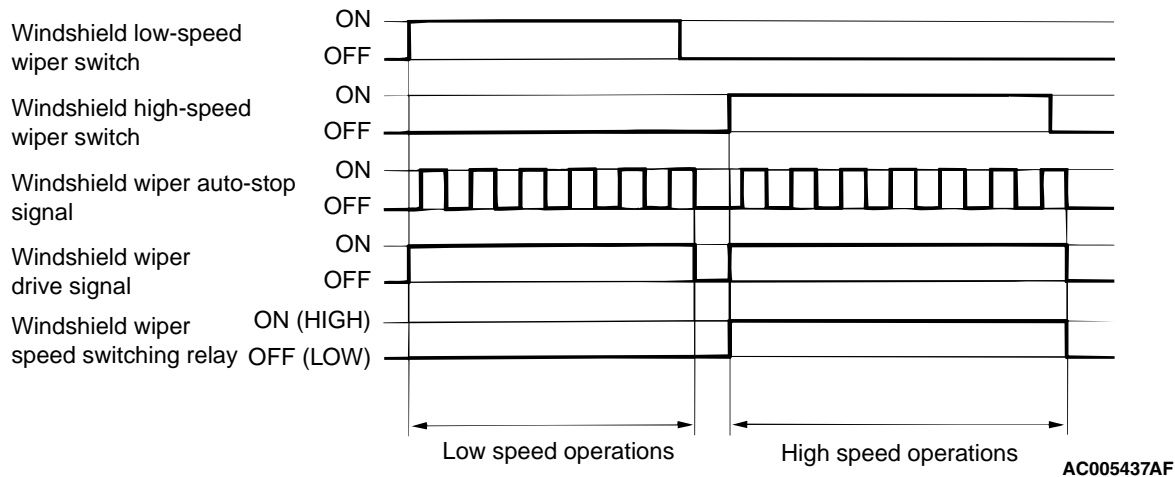 Windshield low-speed
wiper switch
ON
OFF
Windshield high-speed
wiper switch
ON
OFF
Windshield wiper auto-stop
signal
ON
OFF
Windshield wiper
drive signal
ON
OFF
Windshield wiper
speed switching relay
ON (HIGH)
OFF (LOW)
Low speed operations
High speed operations
AC005437AF